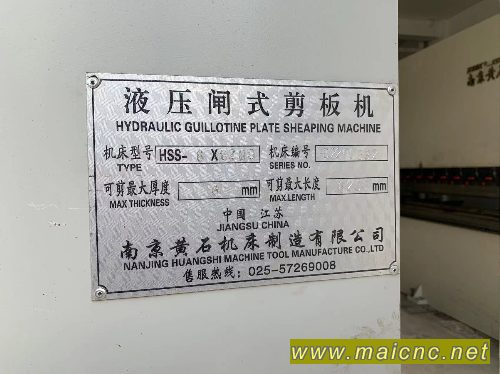 液压闸式剪板机
HYDRAULIC GUILLOTINE PLATE SHEAPING MACHINE
机床型号 HSS- X 机床编号
TYPE SERIES NO.
可剪最大厚度 mm 可剪最大长度 mm
MAX THICKNESS MAX.LENGTH
中国·江苏
JIANGSU CHINA
南京黄石机床制造有限公司
NANJING HUANGSHI MACHINE TOOL MANUFACTURE CO.,LTD
售服热线: 025-57269008
www.maicnc.net